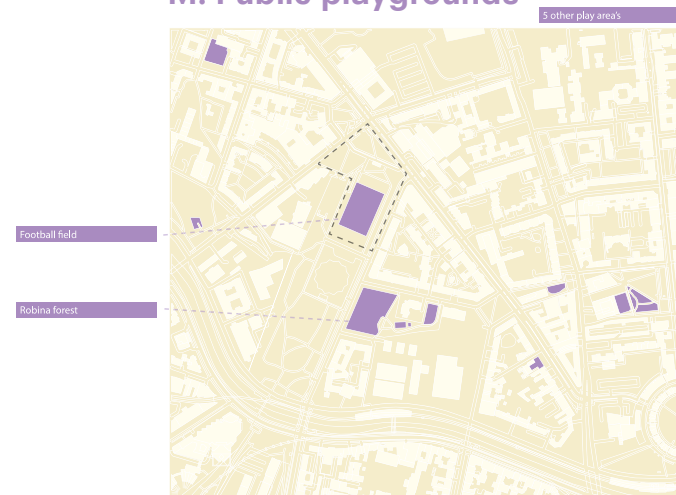 M. Public playgrounds
5 other play area's
Football field
Robina forest